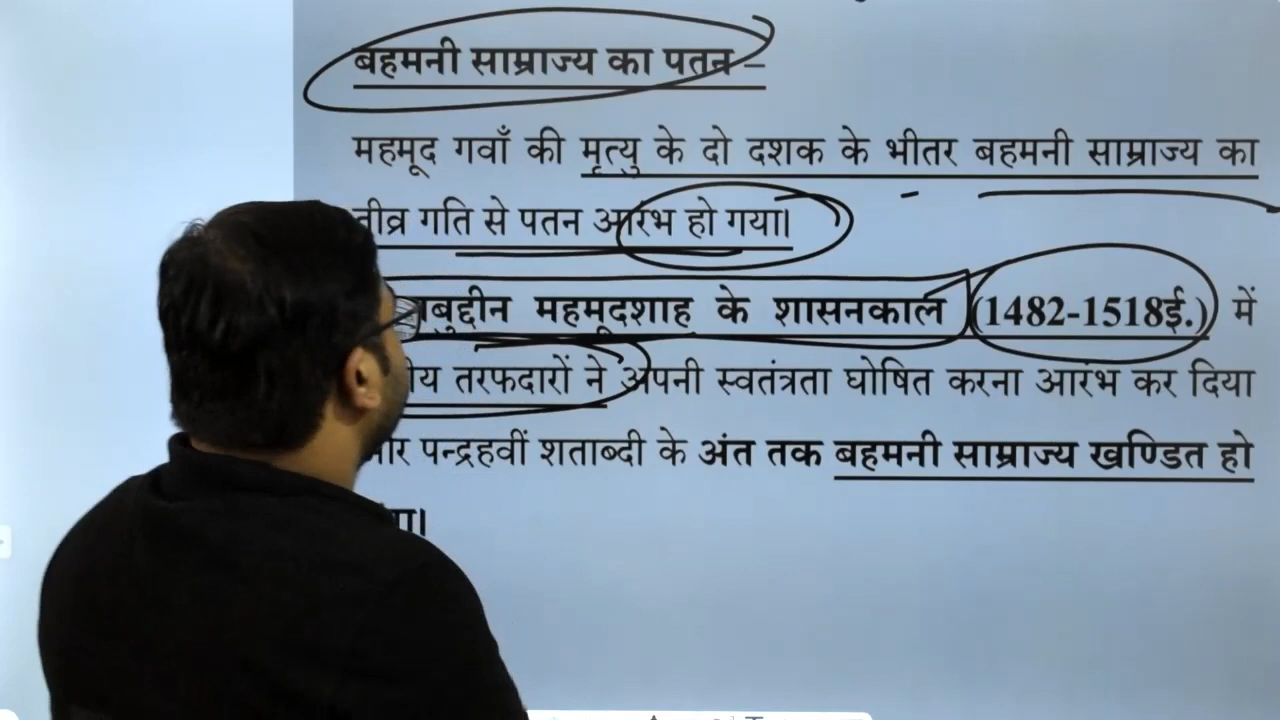 बहमनी साम्राज्य का पतन –
महमूद गवाँ की मृत्यु के दो दशक के भीतर बहमनी साम्राज्य का
तीव्र गति से पतन आरंभ हो गया।
महमूदशाह के शासनकाल (1482-1518ई.) में
तरफदारों ने अपनी स्वतंत्रता घोषित करना आरंभ कर दिया
पन्द्रहवीं शताब्दी के अंत तक बहमनी साम्राज्य खण्डित हो